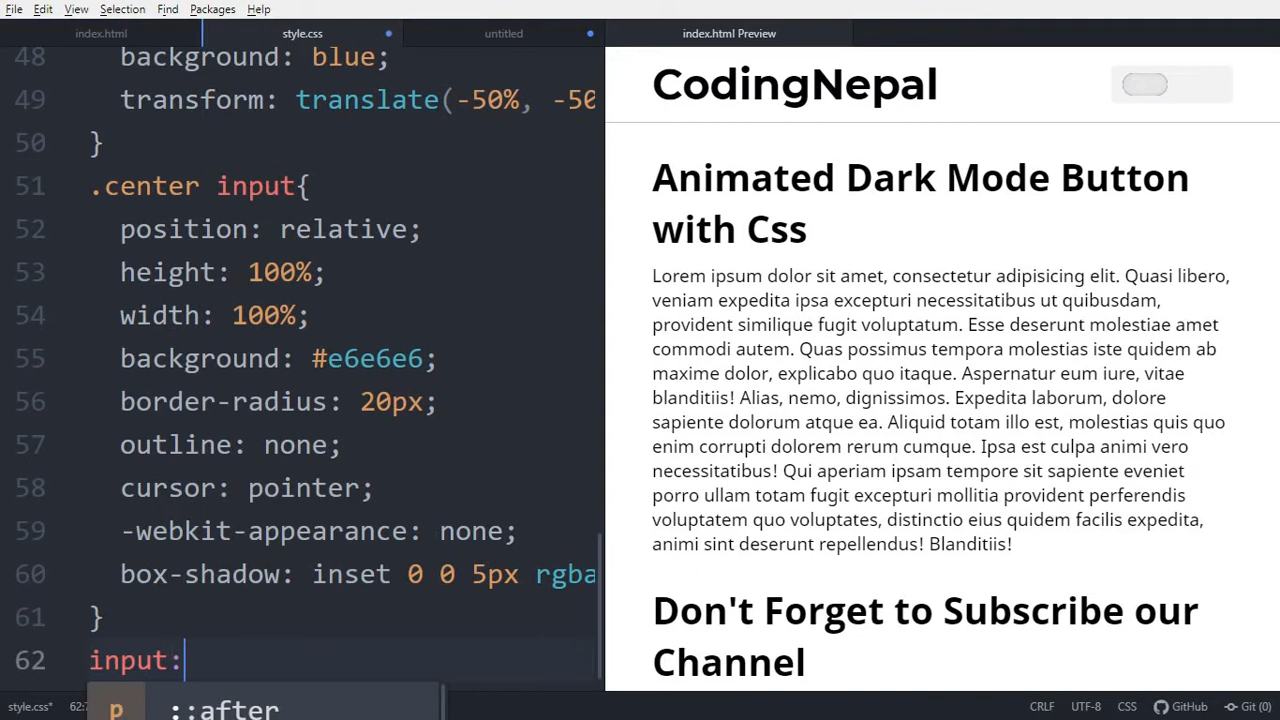 File Edit View Selection Find Packages Help
index.html style.css untitled index.html Preview
48 background: blue;
49 transform: translate(-50%, -50
50 }
51 .center input{
52 position: relative;
53 height: 100%;
54 width: 100%;
55 background: #e6e6e6;
56 border-radius: 20px;
57 outline: none;
58 cursor: pointer;
59 -webkit-appearance: none;
60 box-shadow: inset 0 0 5px rgba
61 }
62 input:
p ::after
CodingNepal
Animated Dark Mode Button
with Css
Lorem ipsum dolor sit amet, consectetur adipisicing elit. Quasi libero,
veniam expedita ipsa excepturi necessitatibus ut quibusdam,
provident similique fugit voluptatum. Esse deserunt molestiae amet
commodi autem. Quas possimus tempora molestias iste quidem ab
maxime dolor, explicabo quo itaque. Aspernatur eum iure, vitae
blanditiis! Alias, nemo, dignissimos. Expedita laborum, dolore
sapiente dolorum atque ea. Aliquid totam illo est, molestias quis quo
enim corrupti dolorem rerum cumque. Ipsa est culpa animi vero
necessitatibus! Qui aperiam ipsam tempore sit sapiente eveniet
porro ullam totam fugit excepturi mollitia provident perferendis
voluptatem quo voluptates, distinctio eius quidem facilis expedita,
animi sint deserunt repellendus! Blanditiis!
Don't Forget to Subscribe our
Channel
style.css* 62:7 CRLF UTF-8 CSS GitHub Git (0)